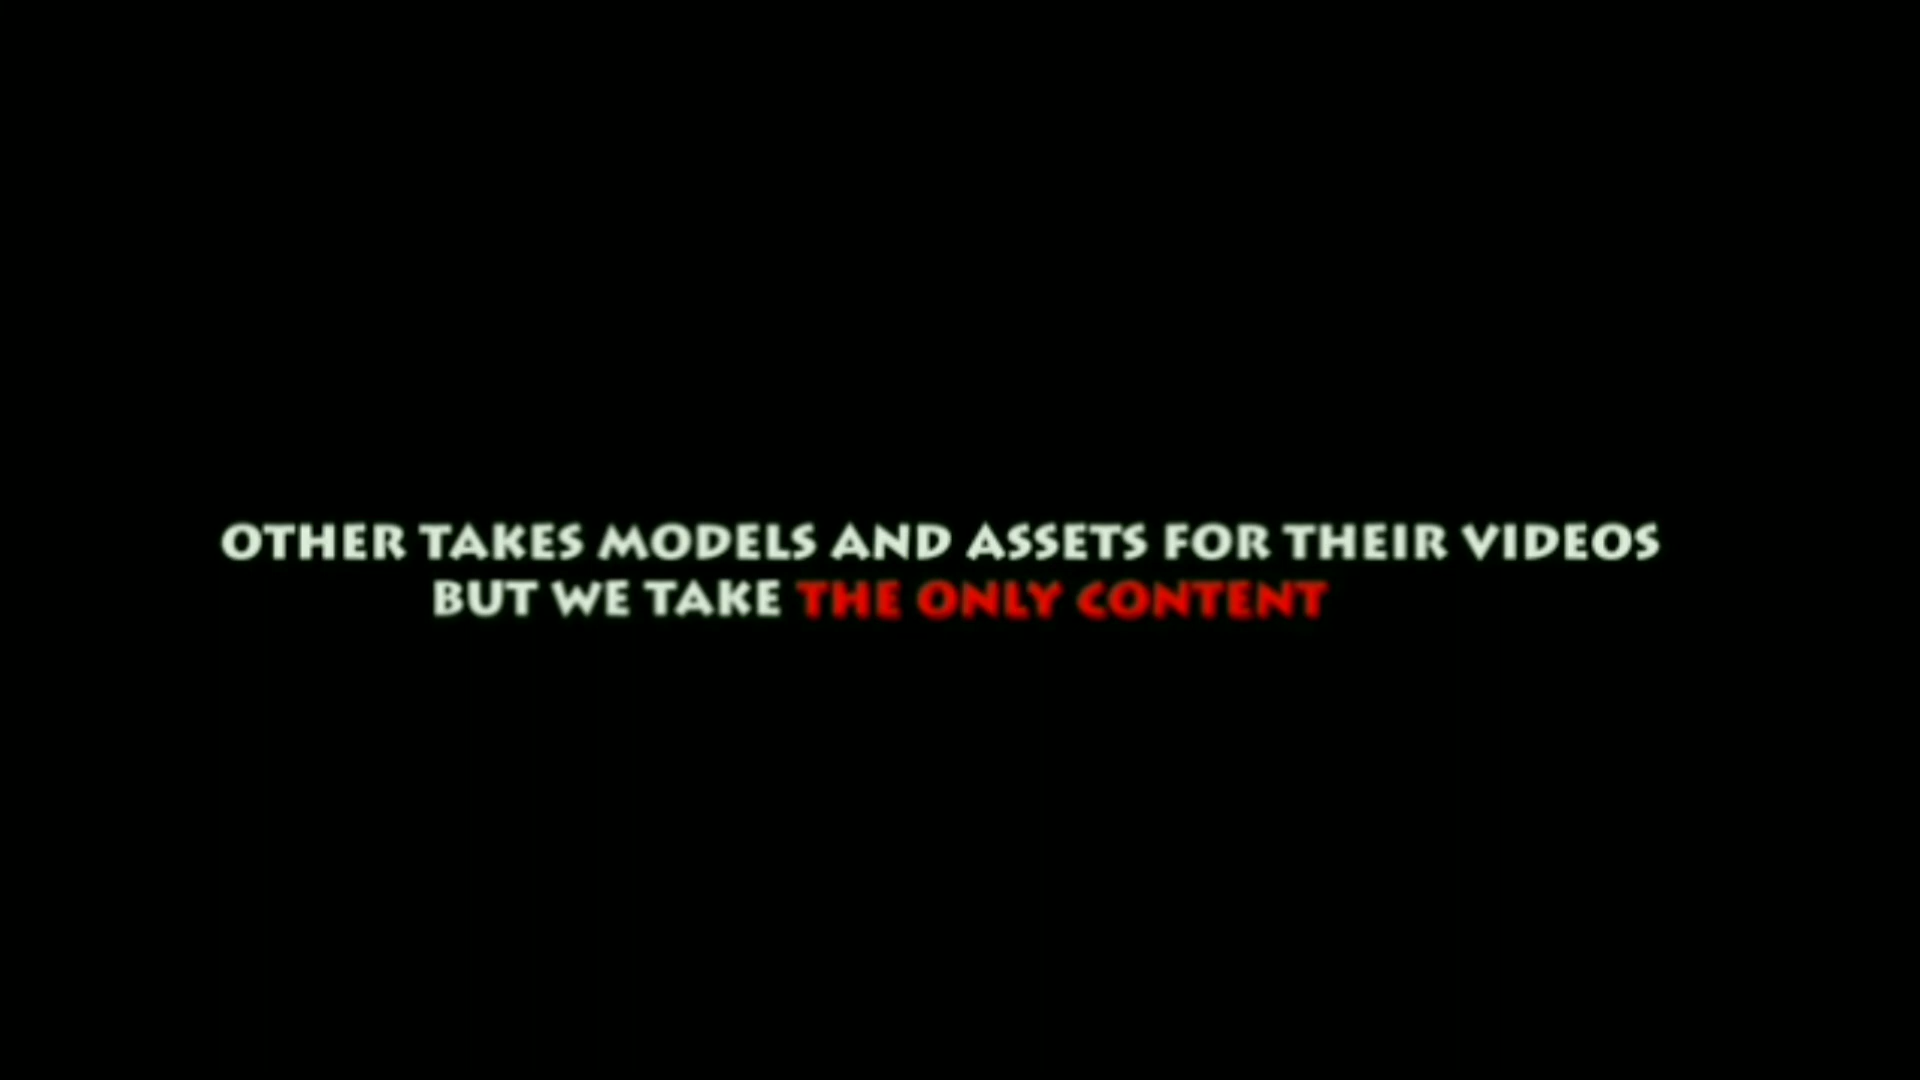 OTHER TAKES MODELS AND ASSETS FOR THEIR VIDEOS
BUT WE TAKE THE ONLY CONTENT